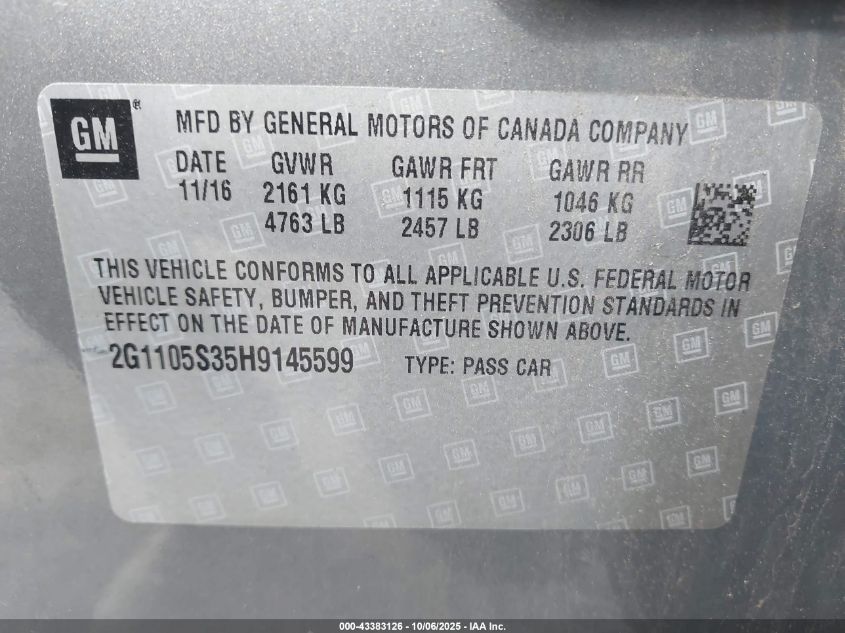 GM ®
MFD BY GENERAL MOTORS OF CANADA COMPANY
DATE GVWR GAWR FRT GAWR RR
11/16 2161 KG 1115 KG 1046 KG
4763 LB 2457 LB 2306 LB
THIS VEHICLE CONFORMS TO ALL APPLICABLE U.S. FEDERAL MOTOR
VEHICLE SAFETY, BUMPER, AND THEFT PREVENTION STANDARDS IN
EFFECT ON THE DATE OF MANUFACTURE SHOWN ABOVE.
2G1105S35H9145599 TYPE: PASS CAR
000-43383126 - 10/06/2025 - IAA Inc.